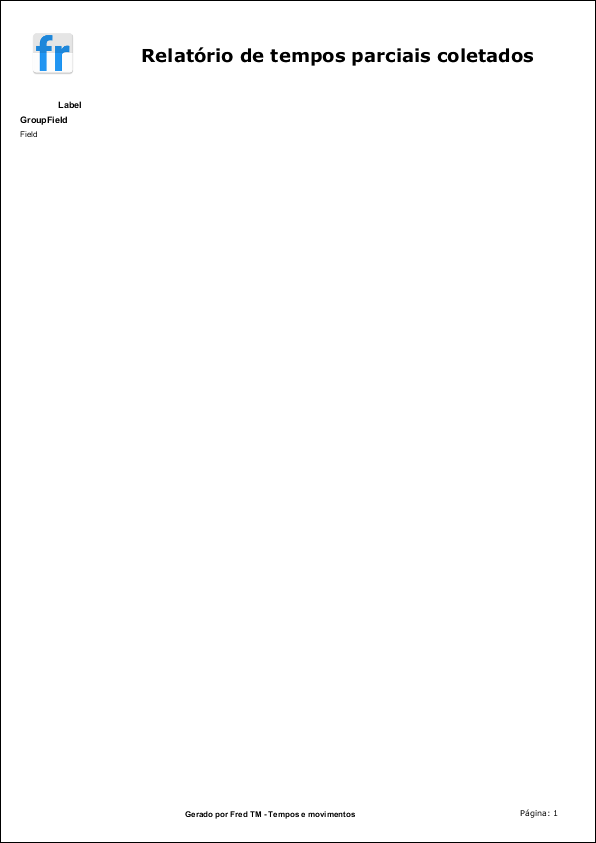 fr
Relatório de tempos parciais coletados
Label
GroupField
Field
Gerado por Fred TM - Tempos e movimentos
Página: 1